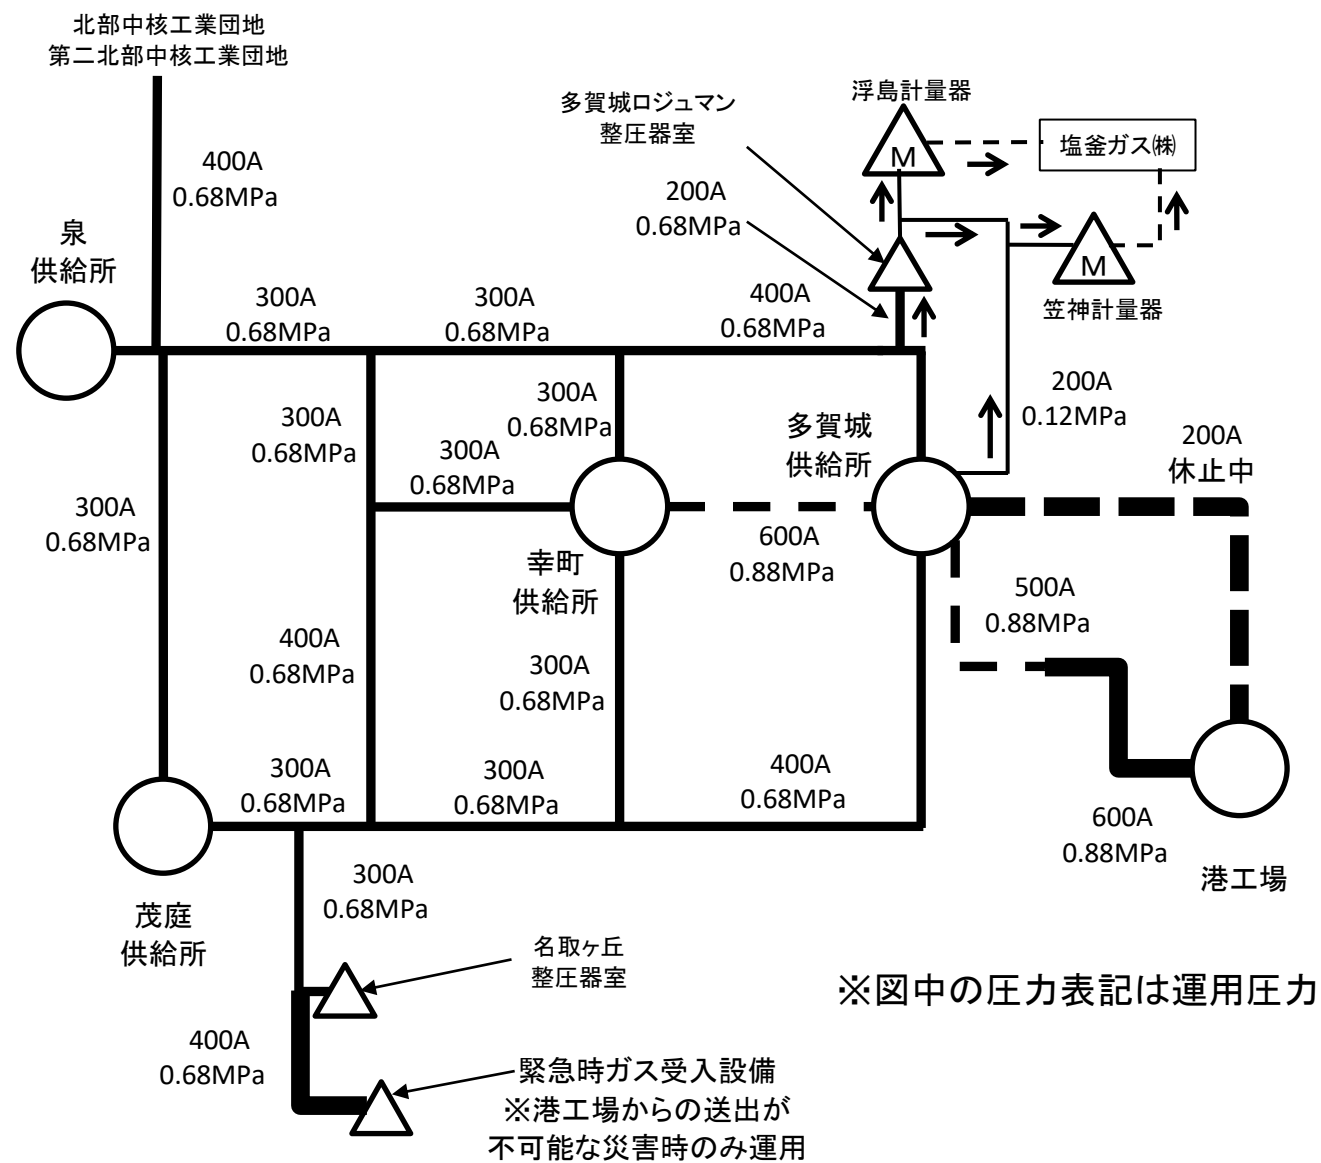 北部中核工業団地
第二北部中核工業団地
400A
0.68MPa
多賀城ロジュマン
整圧器室
浮島計量器
M
塩釜ガス㈱
200A
0.68MPa
M
笠神計量器
泉
供給所
300A
0.68MPa
300A
0.68MPa
400A
0.68MPa
300A
0.68MPa
300A
0.68MPa
300A
0.68MPa
多賀城
供給所
200A
0.12MPa
200A
休止中
300A
0.68MPa
幸町
供給所
600A
0.88MPa
500A
0.88MPa
400A
0.68MPa
300A
0.68MPa
300A
0.68MPa
300A
0.68MPa
400A
0.68MPa
600A
0.88MPa
港工場
茂庭
供給所
300A
0.68MPa
名取ヶ丘
整圧器室
※図中の圧力表記は運用圧力
400A
0.68MPa
緊急時ガス受入設備
※港工場からの送出が
不可能な災害時のみ運用